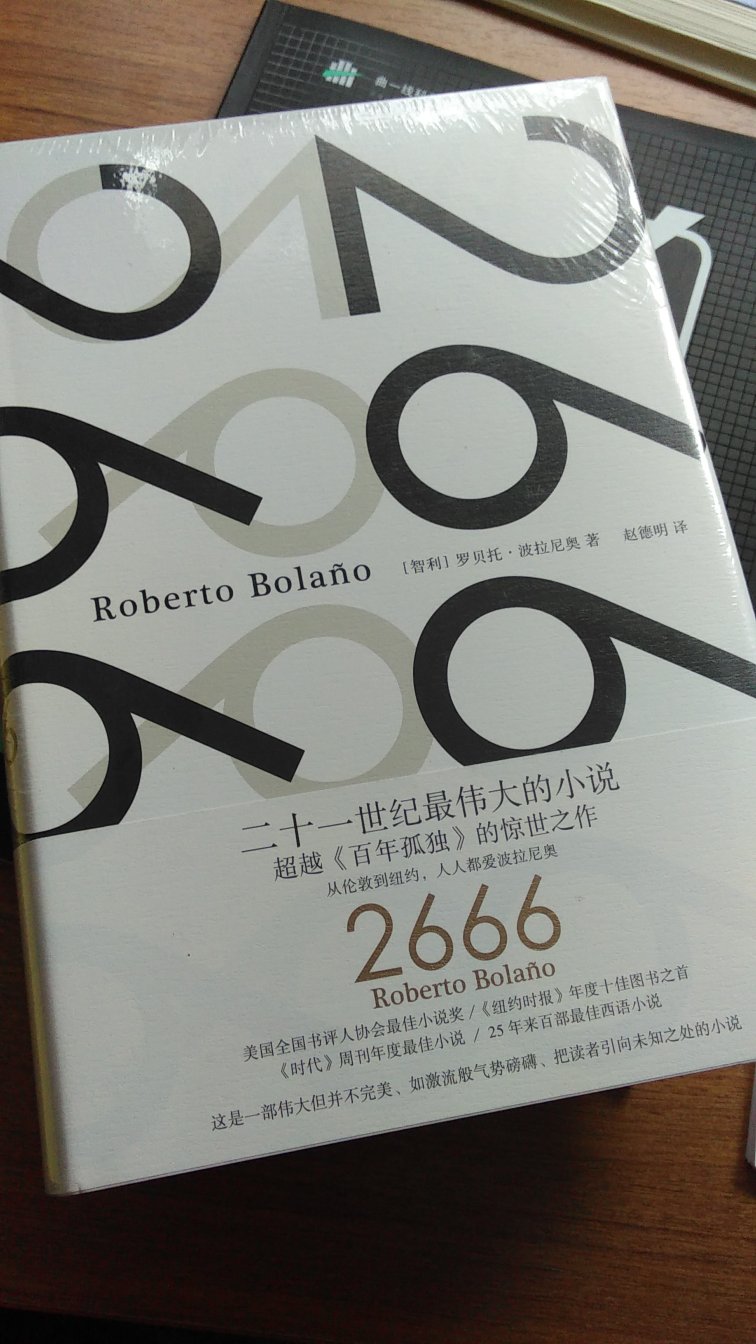 2666
Roberto Bolaño [智利] 罗贝托·波拉尼奥 著 赵德明 译
二十一世纪最伟大的小说
超越《百年孤独》的惊世之作
从伦敦到纽约，人人都爱波拉尼奥
2666
Roberto Bolaño
美国全国书评人协会最佳小说奖 /《纽约时报》年度十佳图书之首
《时代》周刊年度最佳小说 / 25 年来百部最佳西语小说
这是一部伟大但并不完美、如激流般气势磅礴、把读者引向未知之处的小说
曲一线科